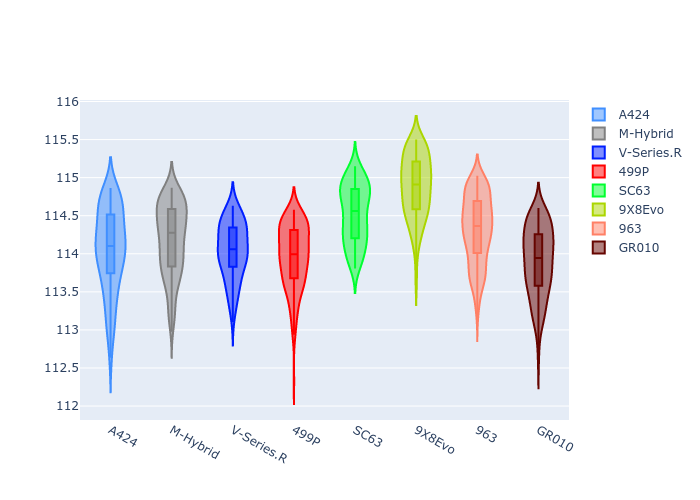 116
115.5
115
114.5
114
113.5
113
112.5
112
A424
M-Hybrid
V-Series.R
499P
SC63
9X8Evo
963
GR010
A424
M-Hybrid
V-Series.R
499P
SC63
9X8Evo
963
GR010